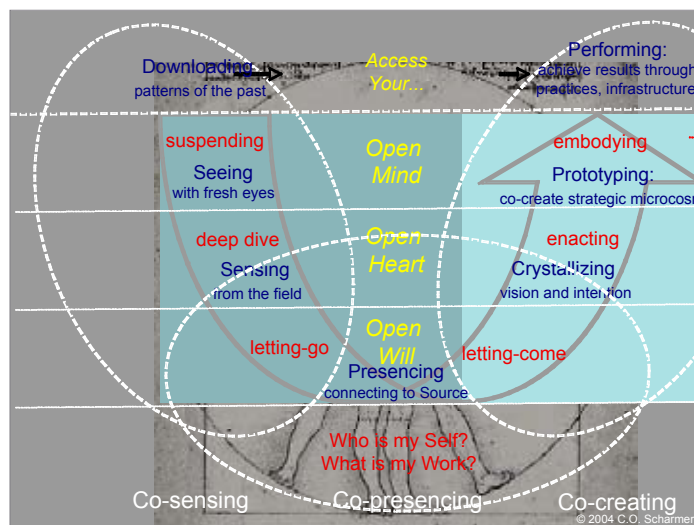 Downloading
patterns of the past
Access
Your...
Performing:
achieve results through
practices, infrastructure
suspending
Open
Mind
embodying
Seeing
with fresh eyes
Prototyping:
co-create strategic microcosm
deep dive
Open
Heart
enacting
Sensing
from the field
Crystallizing
vision and intention
Open
Will
letting-go
letting-come
Presencing
connecting to Source
Who is my Self?
What is my Work?
Co-sensing
Co-presencing
Co-creating
© 2004 C.O. Scharmer